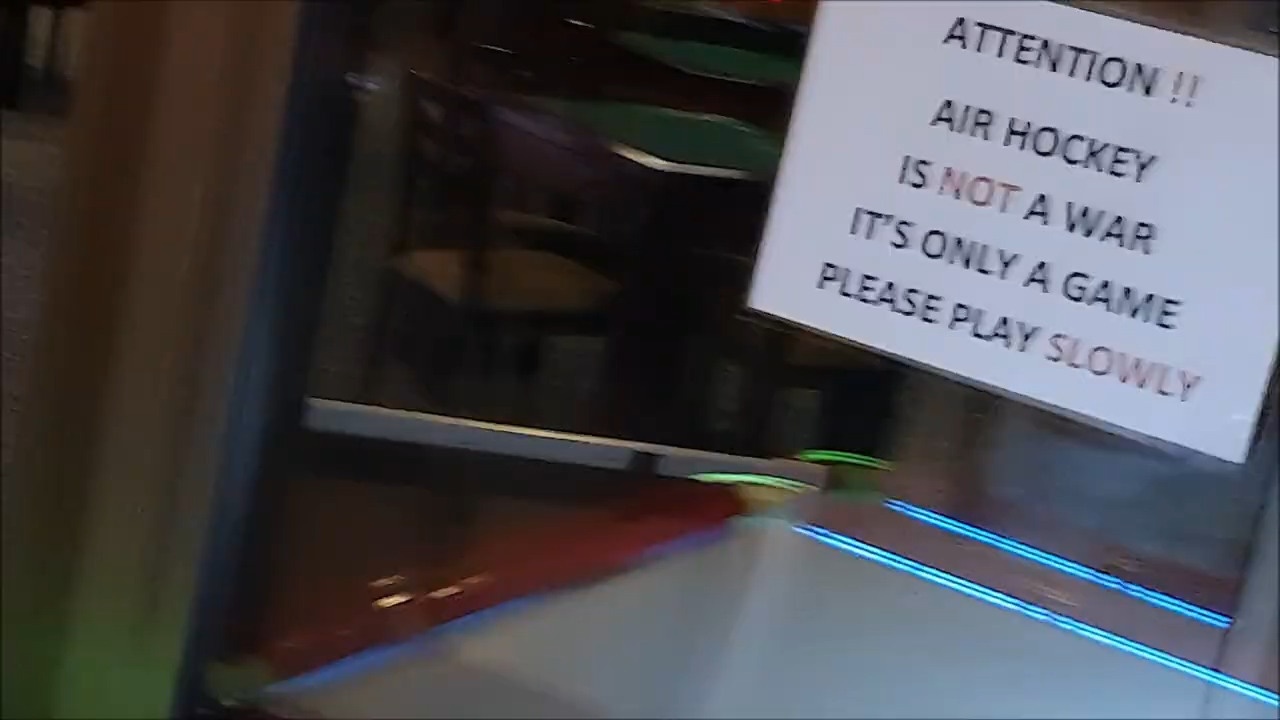 ATTENTION !!
AIR HOCKEY
IS NOT A WAR
IT'S ONLY A GAME
PLEASE PLAY SLOWLY